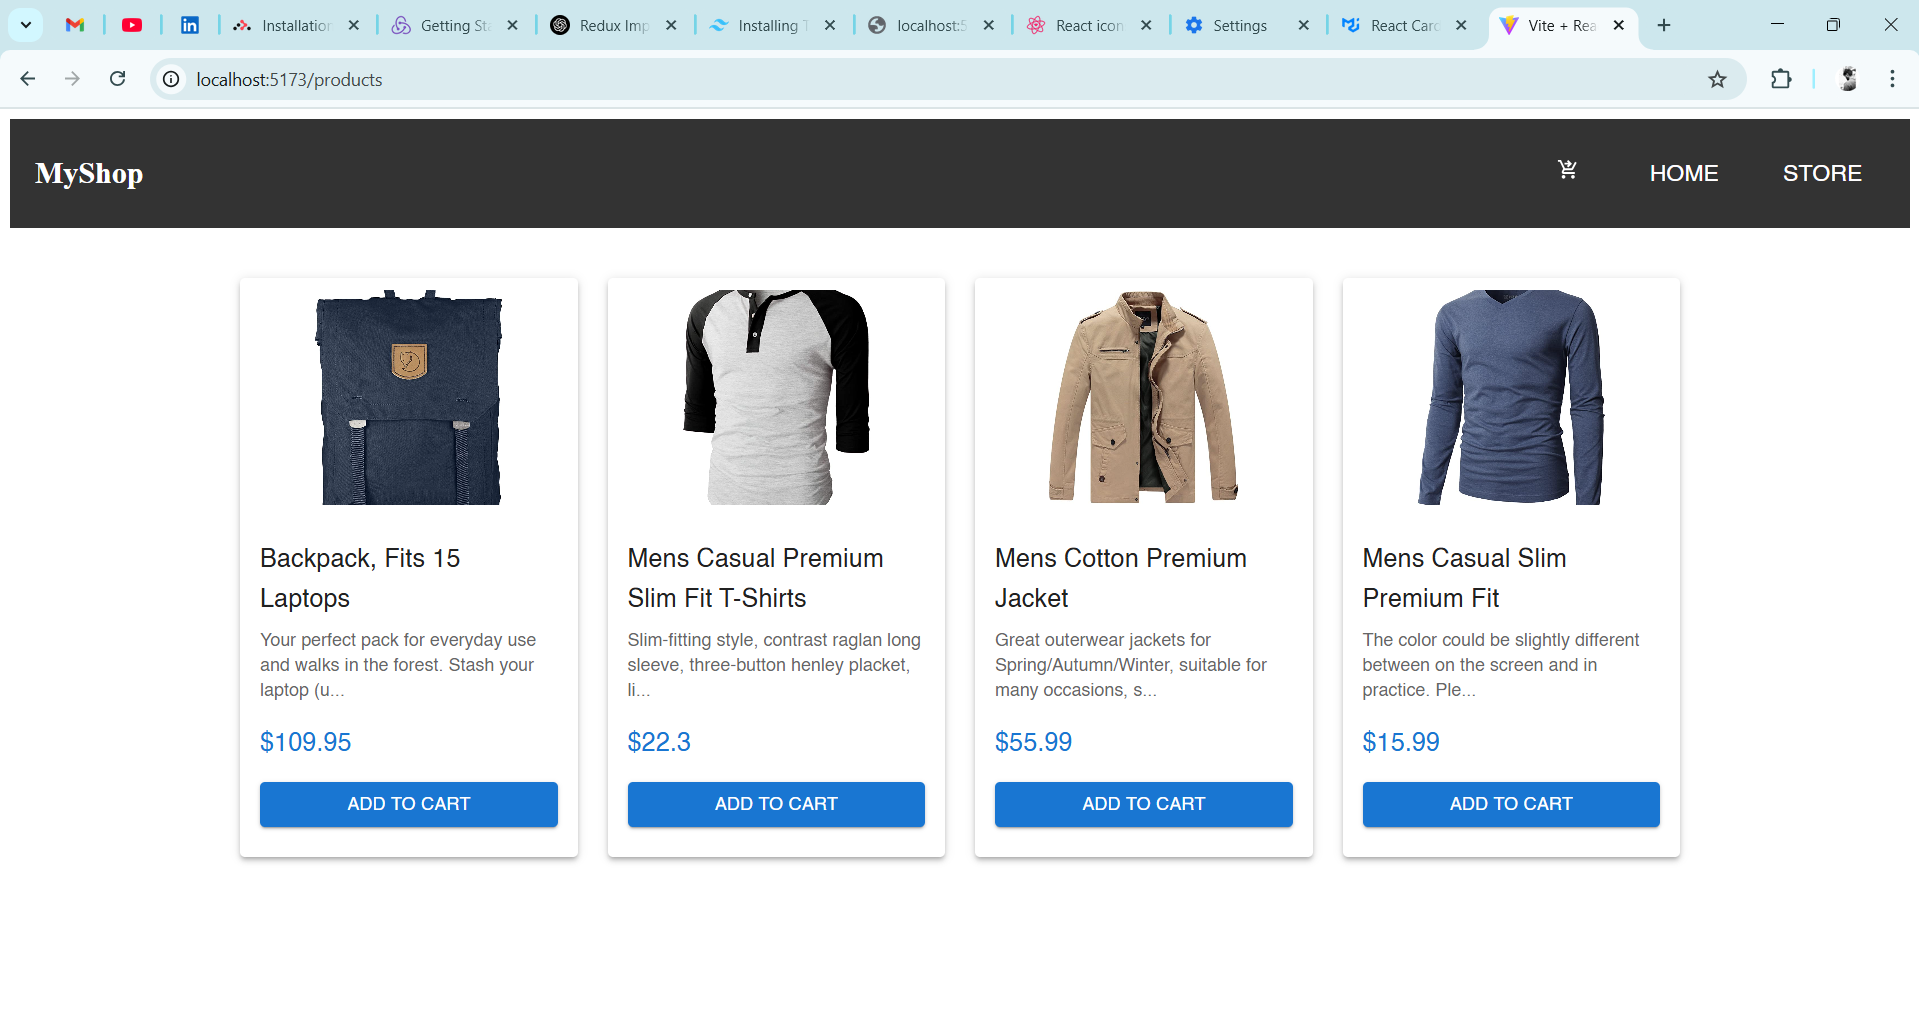 Installation
Getting Sta
Redux Imp
Installing T
localhost:5
React icon
Settings
React Card
Vite + Rea
localhost:5173/products
MyShop
HOME
STORE
Backpack, Fits 15
Laptops
Your perfect pack for everyday use
and walks in the forest. Stash your
laptop (u...
$109.95
ADD TO CART
Mens Casual Premium
Slim Fit T-Shirts
Slim-fitting style, contrast raglan long
sleeve, three-button henley placket,
li...
$22.3
ADD TO CART
Mens Cotton Premium
Jacket
Great outerwear jackets for
Spring/Autumn/Winter, suitable for
many occasions, s...
$55.99
ADD TO CART
Mens Casual Slim
Premium Fit
The color could be slightly different
between on the screen and in
practice. Ple...
$15.99
ADD TO CART